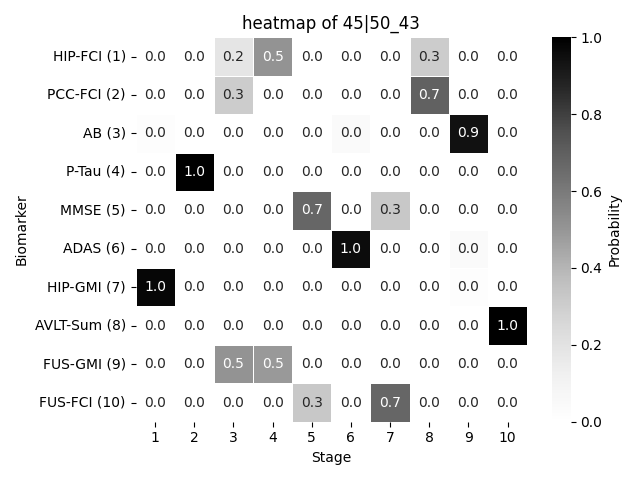 heatmap of 45|50_43
HIP-FCI (1) 0.0 0.0 0.2 0.5 0.0 0.0 0.0 0.3 0.0 0.0
PCC-FCI (2) 0.0 0.0 0.3 0.0 0.0 0.0 0.0 0.7 0.0 0.0
AB (3) 0.0 0.0 0.0 0.0 0.0 0.0 0.0 0.0 0.9 0.0
P-Tau (4) 0.0 1.0 0.0 0.0 0.0 0.0 0.0 0.0 0.0 0.0
MMSE (5) 0.0 0.0 0.0 0.0 0.7 0.0 0.3 0.0 0.0 0.0
ADAS (6) 0.0 0.0 0.0 0.0 0.0 1.0 0.0 0.0 0.0 0.0
HIP-GMI (7) 1.0 0.0 0.0 0.0 0.0 0.0 0.0 0.0 0.0 0.0
AVLT-Sum (8) 0.0 0.0 0.0 0.0 0.0 0.0 0.0 0.0 0.0 1.0
FUS-GMI (9) 0.0 0.0 0.5 0.5 0.0 0.0 0.0 0.0 0.0 0.0
FUS-FCI (10) 0.0 0.0 0.0 0.0 0.3 0.0 0.7 0.0 0.0 0.0
1 2 3 4 5 6 7 8 9 10
Stage
Biomarker
1.0
0.8
0.6
0.4
0.2
0.0
Probability